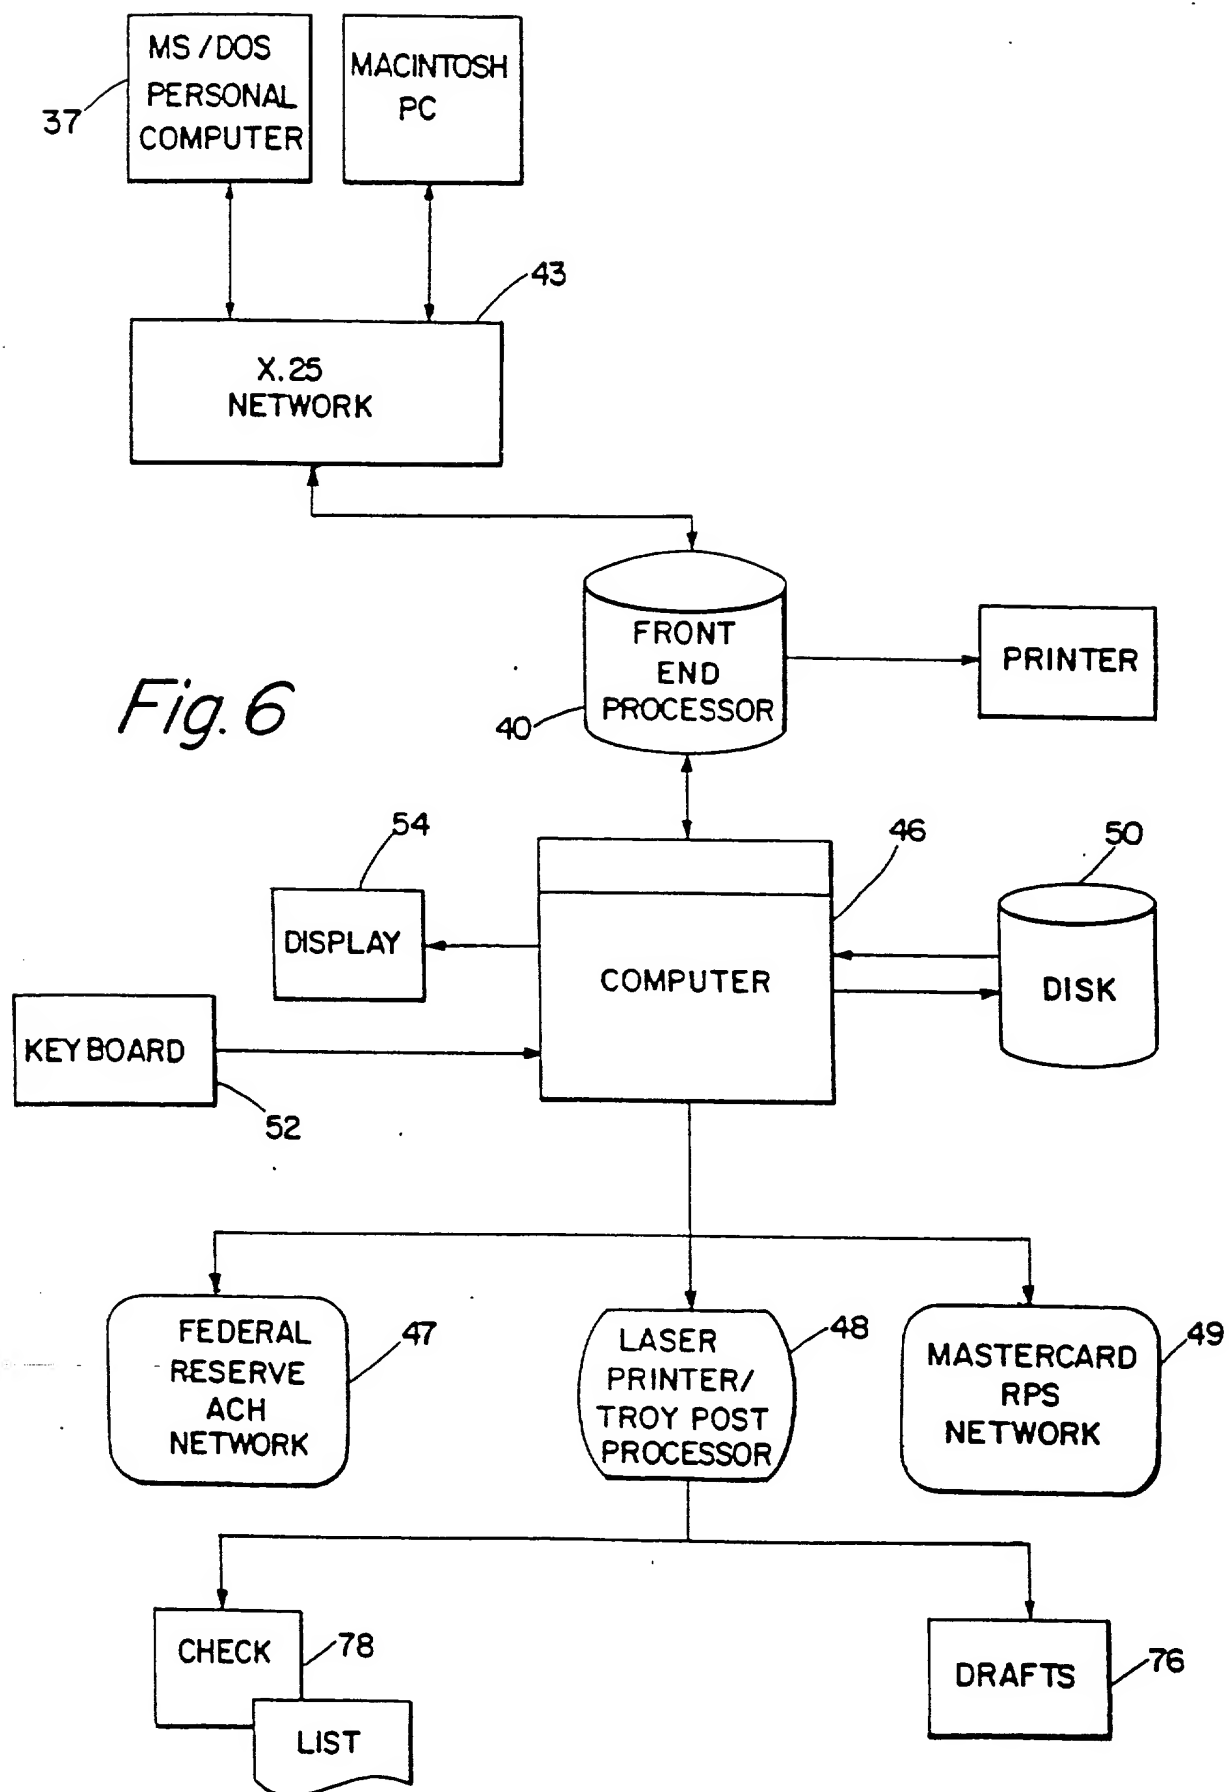 MS/DOS
PERSONAL
COMPUTER
37
MACINTOSH
PC
43
X.25
NETWORK
FRONT
END
PROCESSOR
40
PRINTER
Fig. 6
54
DISPLAY
46
COMPUTER
50
DISK
KEYBOARD
52
FEDERAL
RESERVE
ACH
NETWORK
47
LASER
PRINTER/
TROY POST
PROCESSOR
48
MASTERCARD
RPS
NETWORK
49
CHECK
78
LIST
DRAFTS
76